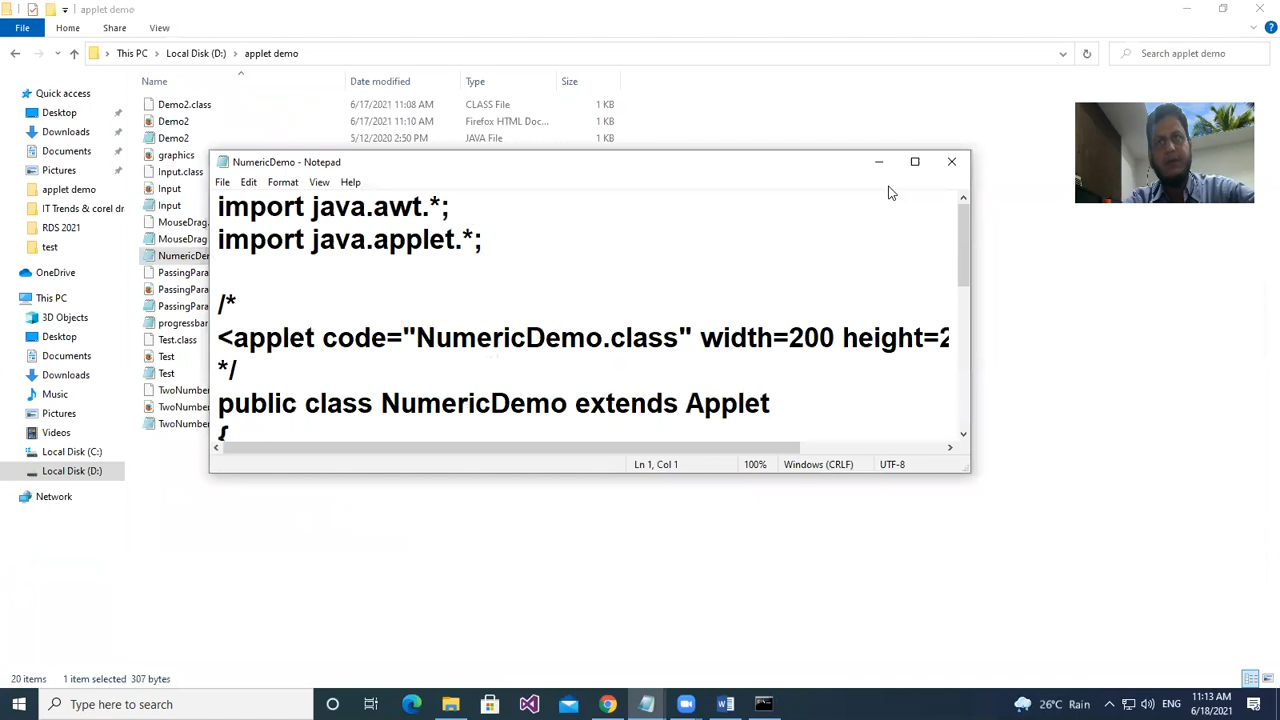 applet demo
File Home Share View
This PC Local Disk (D:) applet demo
Search applet demo
Name Date modified Type Size
Quick access
Desktop
Downloads
Documents
Pictures
applet demo
IT Trends & corel dr
RDS 2021
test
OneDrive
This PC
3D Objects
Desktop
Documents
Downloads
Music
Pictures
Videos
Local Disk (C:)
Local Disk (D:)
Network
Demo2.class 6/17/2021 11:08 AM CLASS File 1 KB
Demo2 6/17/2021 11:10 AM Firefox HTML Doc... 1 KB
Demo2 5/12/2020 2:50 PM JAVA File 1 KB
graphics
Input.class
Input
Input
MouseDrag
MouseDrag
NumericDer
PassingPara
PassingPara
PassingPara
progressbar
Test.class
Test
Test
TwoNumber
TwoNumber
TwoNumber
NumericDemo - Notepad
File Edit Format View Help
import java.awt.*;
import java.applet.*;
/*
<applet code="NumericDemo.class" width=200 height=2
*/
public class NumericDemo extends Applet
{
Ln 1, Col 1 100% Windows (CRLF) UTF-8
20 items 1 item selected 307 bytes
Type here to search
26°C Rain
ENG
11:13 AM
6/18/2021